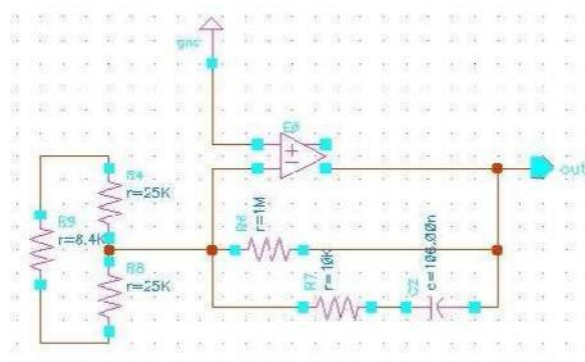 gnd
E0
out
R4
r=25K
R9
r=8.4K
R6
r=1M
R8
r=25K
R7
r=10K
C2
c=106.00n